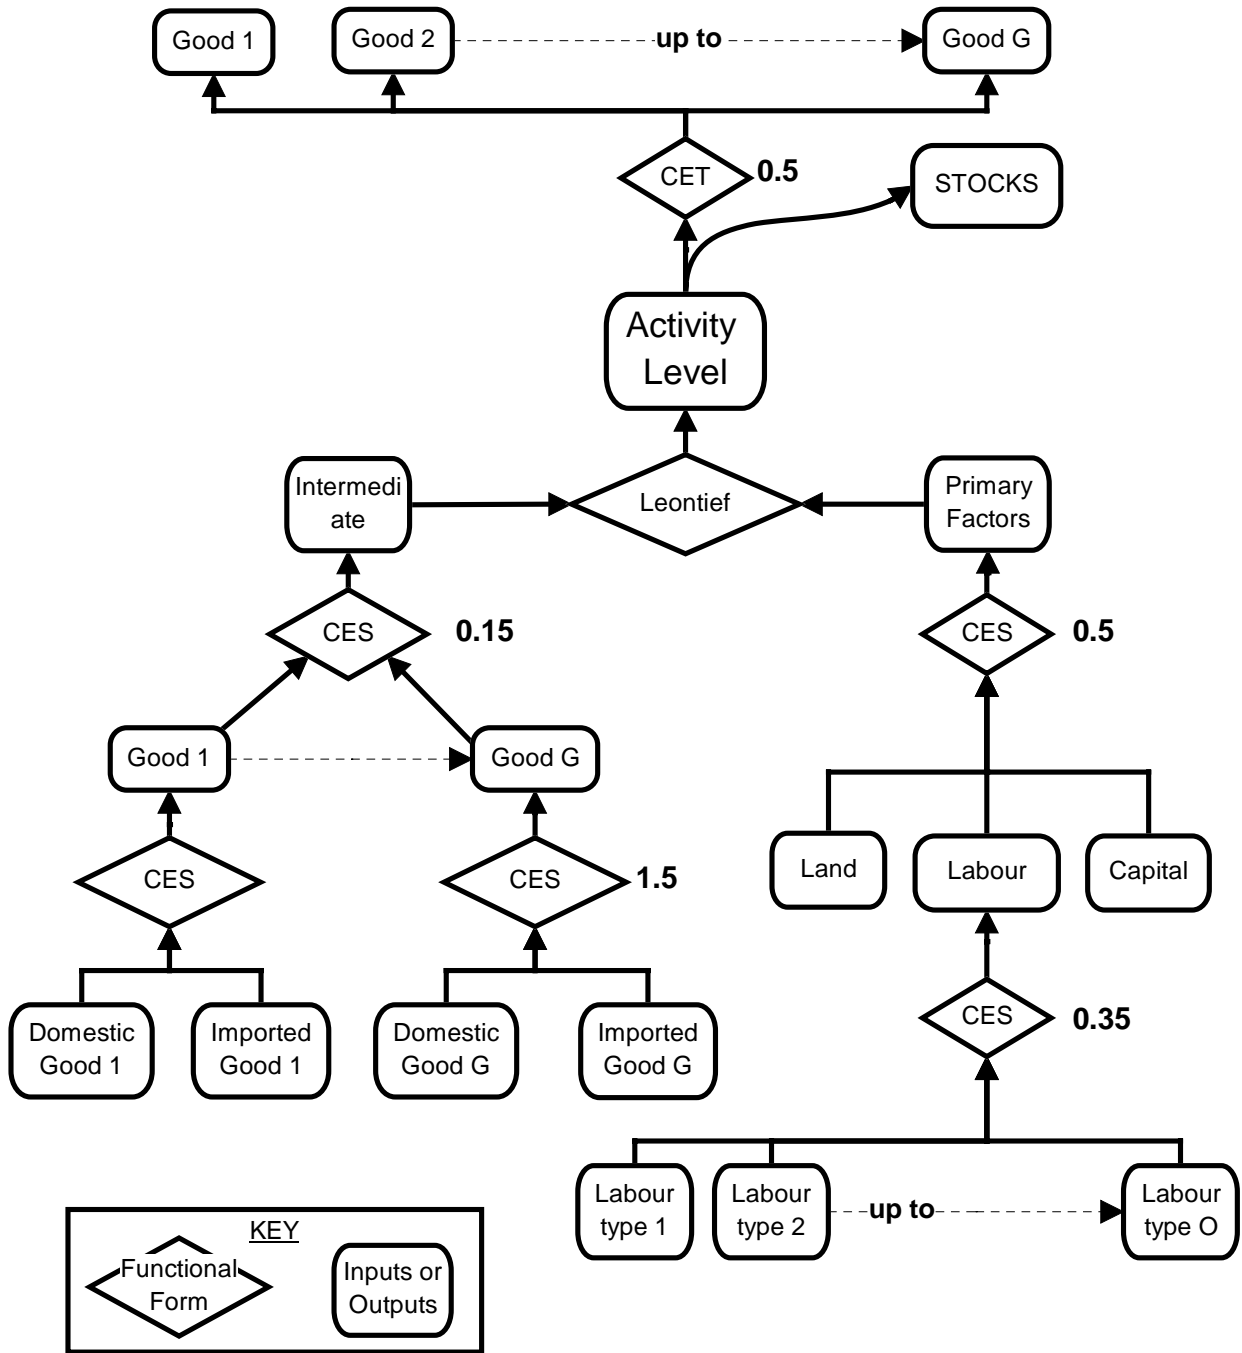 Good 1
Good 2
up to
Good G
CET
0.5
STOCKS
Activity
Level
Intermedi
ate
Leontief
Primary
Factors
CES
0.15
CES
0.5
Good 1
Good G
CES
CES
1.5
Land
Labour
Capital
Domestic
Good 1
Imported
Good 1
Domestic
Good G
Imported
Good G
CES
0.35
Labour
type 1
Labour
type 2
up to
Labour
type O
KEY
Functional
Form
Inputs or
Outputs